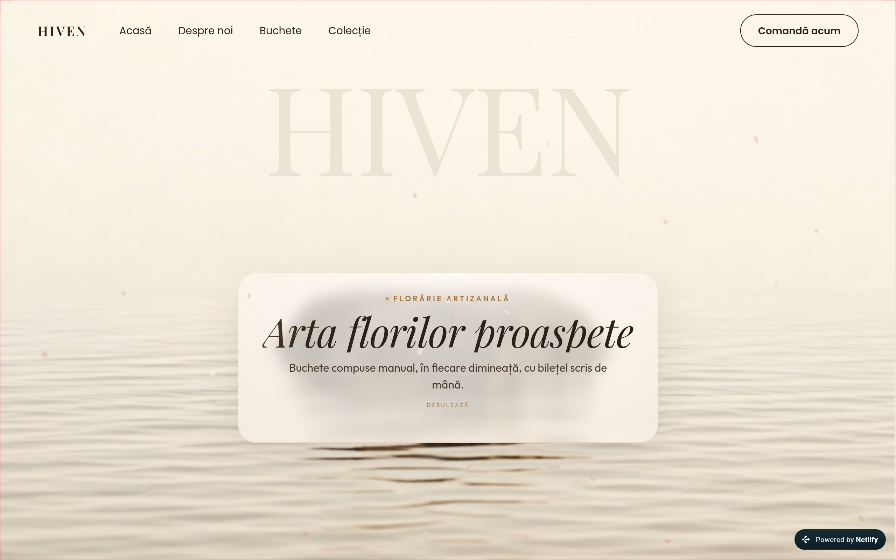 HIVEN
Acasă
Despre noi
Buchete
Colecție
Comandă acum
HIVEN
✦ FLORĂRIE ARTIZANALĂ
Arta florilor proaspete
Buchete compuse manual, în fiecare dimineață, cu bilețel scris de
mână.
DERULEAZĂ
Powered by Netlify